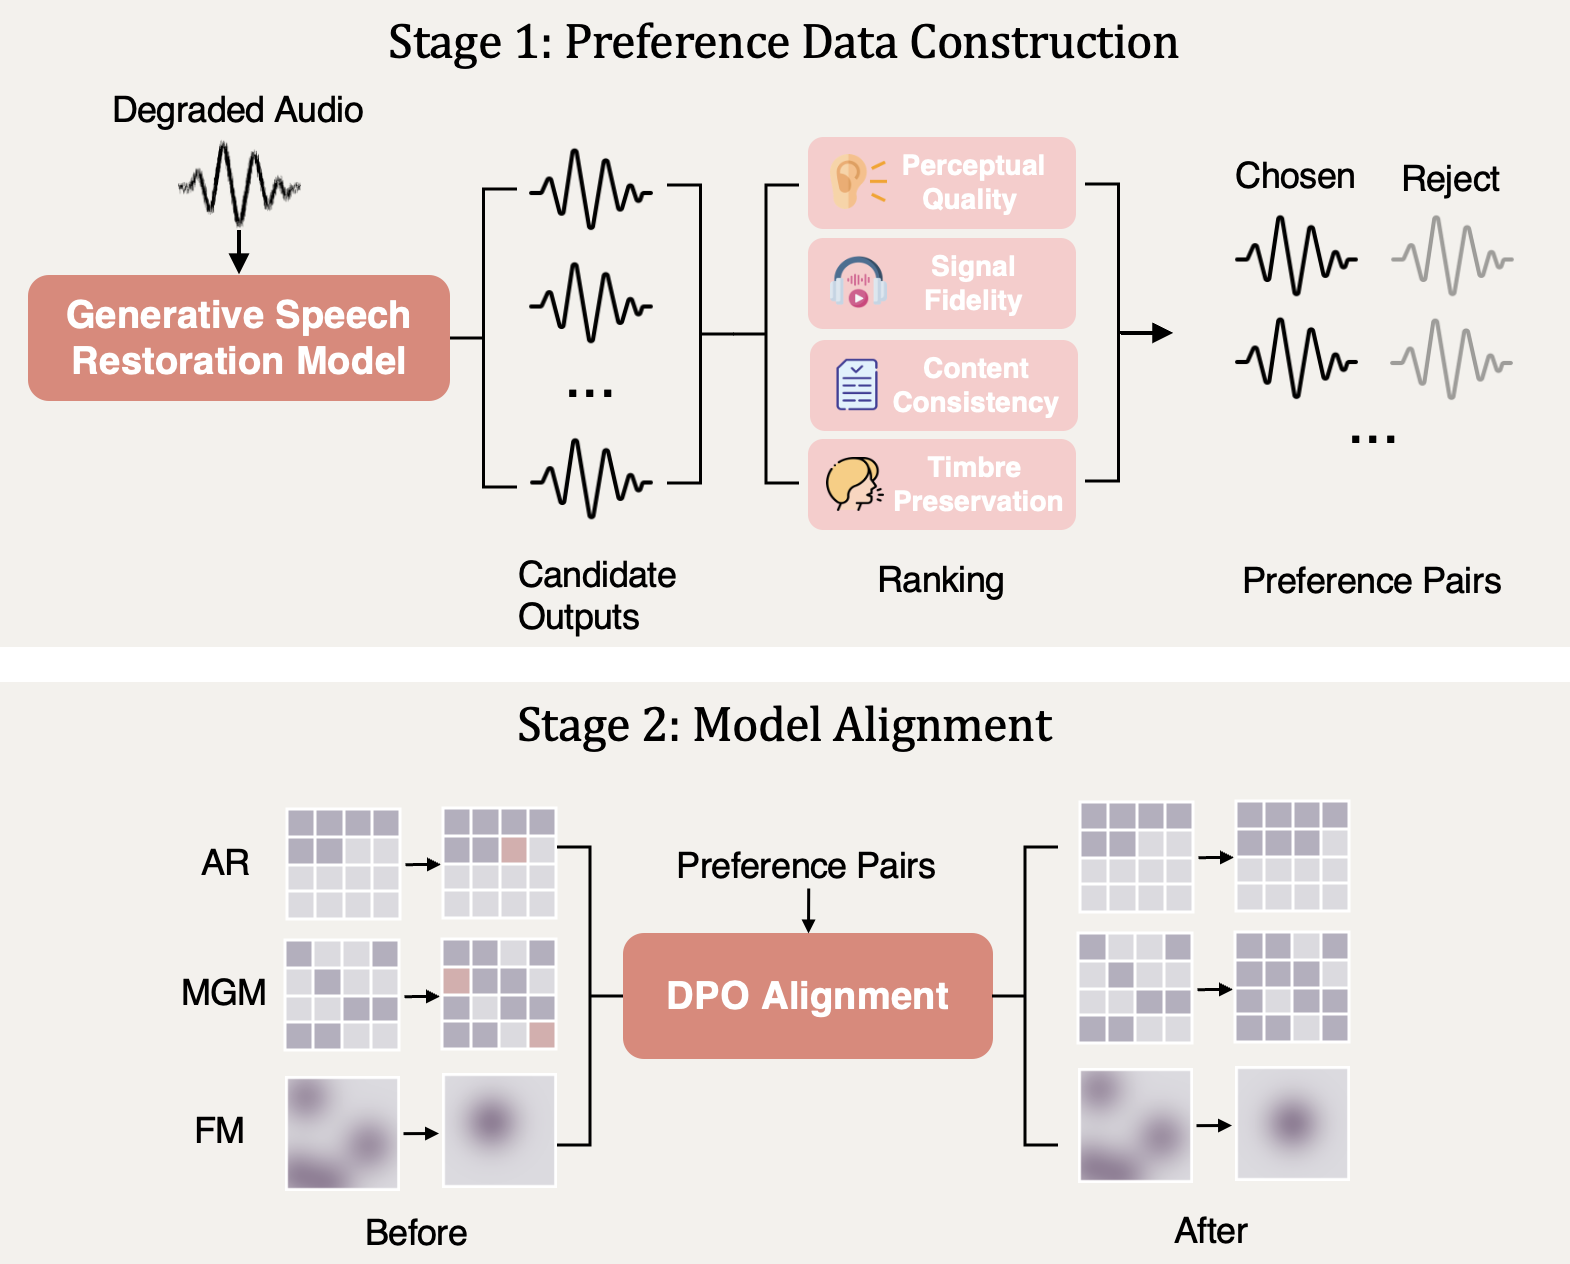 Stage 1: Preference Data Construction
Degraded Audio
Generative Speech
Restoration Model
...
Candidate
Outputs
Perceptual
Quality
Signal
Fidelity
Content
Consistency
Timbre
Preservation
Ranking
Chosen
Reject
...
Preference Pairs
Stage 2: Model Alignment
AR
MGM
FM
Before
Preference Pairs
DPO Alignment
After